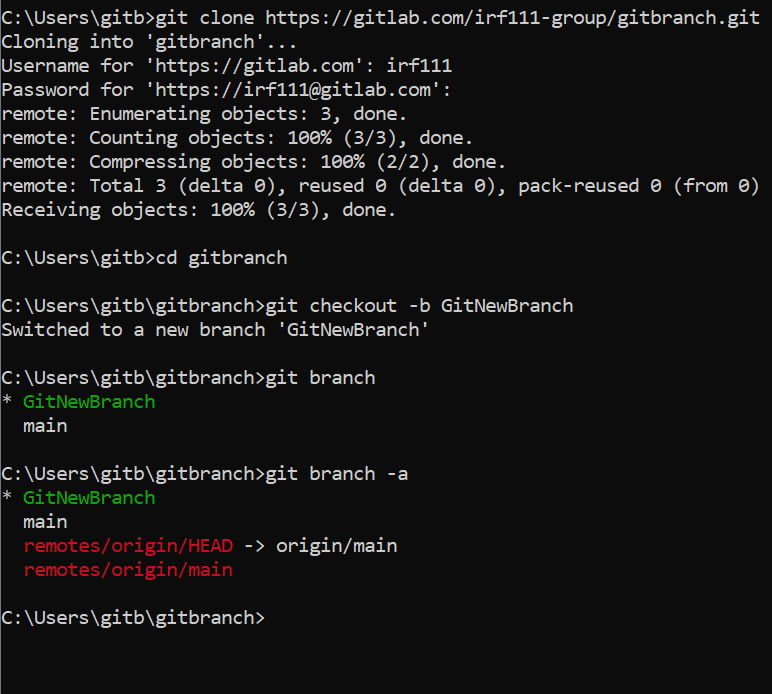 C:\Users\gitb>git clone https://gitlab.com/irf111-group/gitbranch.git
Cloning into 'gitbranch'...
Username for 'https://gitlab.com': irf111
Password for 'https://irf111@gitlab.com':
remote: Enumerating objects: 3, done.
remote: Counting objects: 100% (3/3), done.
remote: Compressing objects: 100% (2/2), done.
remote: Total 3 (delta 0), reused 0 (delta 0), pack-reused 0 (from 0)
Receiving objects: 100% (3/3), done.
C:\Users\gitb>cd gitbranch
C:\Users\gitb\gitbranch>git checkout -b GitNewBranch
Switched to a new branch 'GitNewBranch'
C:\Users\gitb\gitbranch>git branch
* GitNewBranch
  main
C:\Users\gitb\gitbranch>git branch -a
* GitNewBranch
  main
  remotes/origin/HEAD -> origin/main
  remotes/origin/main
C:\Users\gitb\gitbranch>